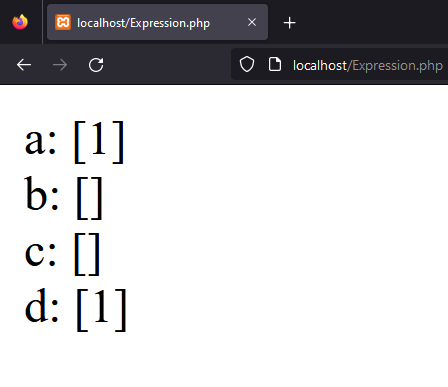 localhost/Expression.php
localhost/Expression.php
a: [1]
b: []
c: []
d: [1]